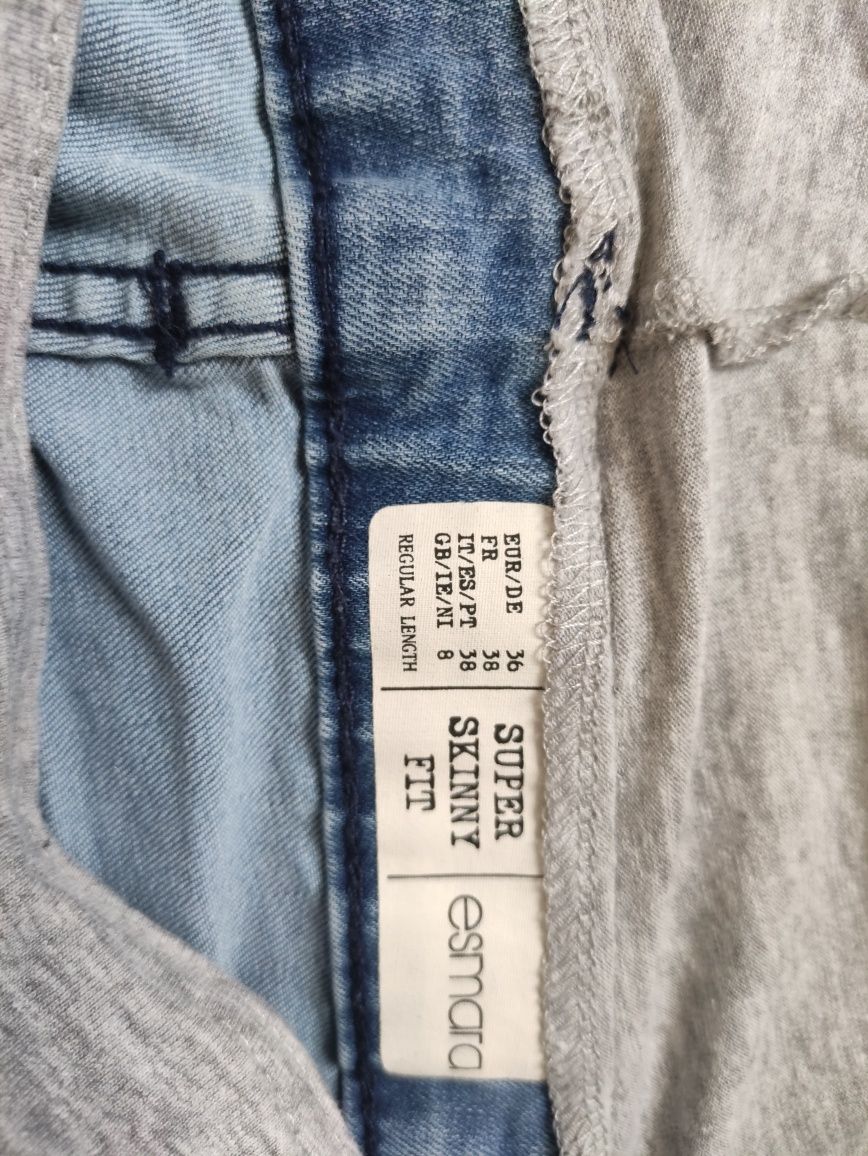 EUR/DE 36
FR 38
IT/ES/PT 38
GB/IE/NI 8
REGULAR LENGTH
SUPER
SKINNY
FIT
esmara